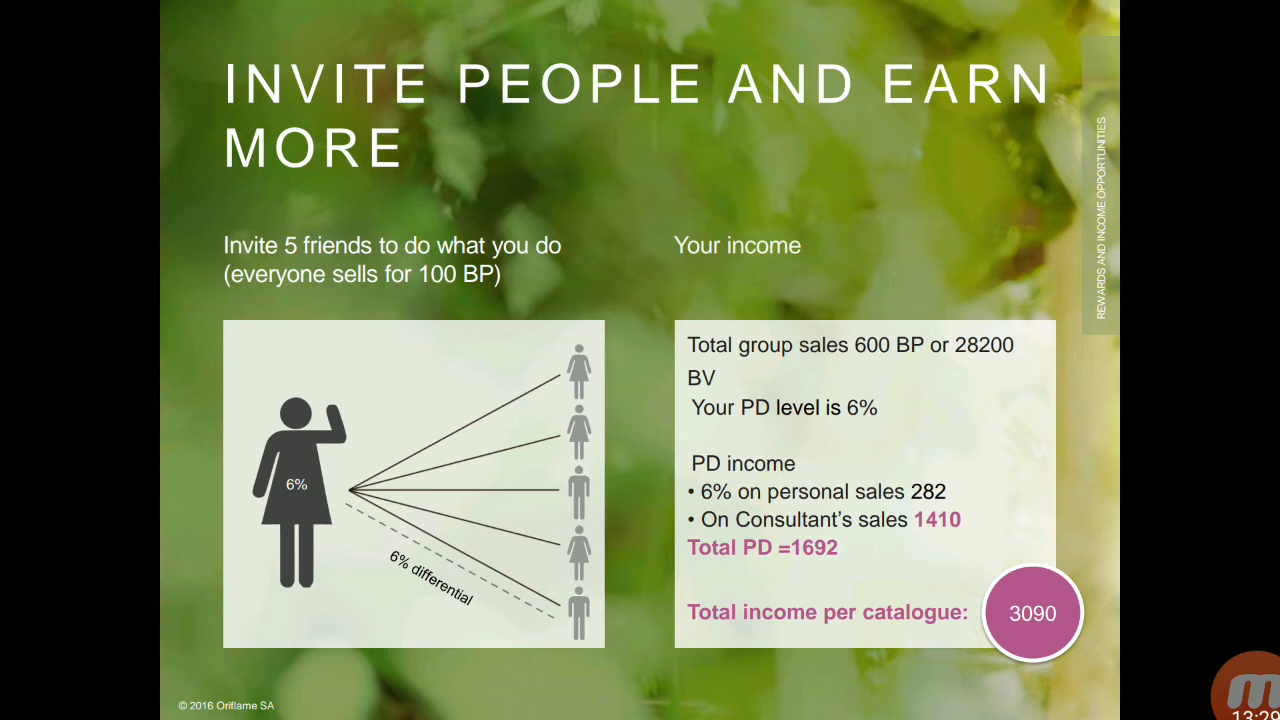 INVITE PEOPLE AND EARN
MORE
REWARDS AND INCOME OPPORTUNITIES
Invite 5 friends to do what you do
(everyone sells for 100 BP)
6%
6% differential
Your income
Total group sales 600 BP or 28200
BV
Your PD level is 6%
PD income
• 6% on personal sales 282
• On Consultant's sales 1410
Total PD =1692
Total income per catalogue:
3090
© 2016 Oriflame SA
13:29